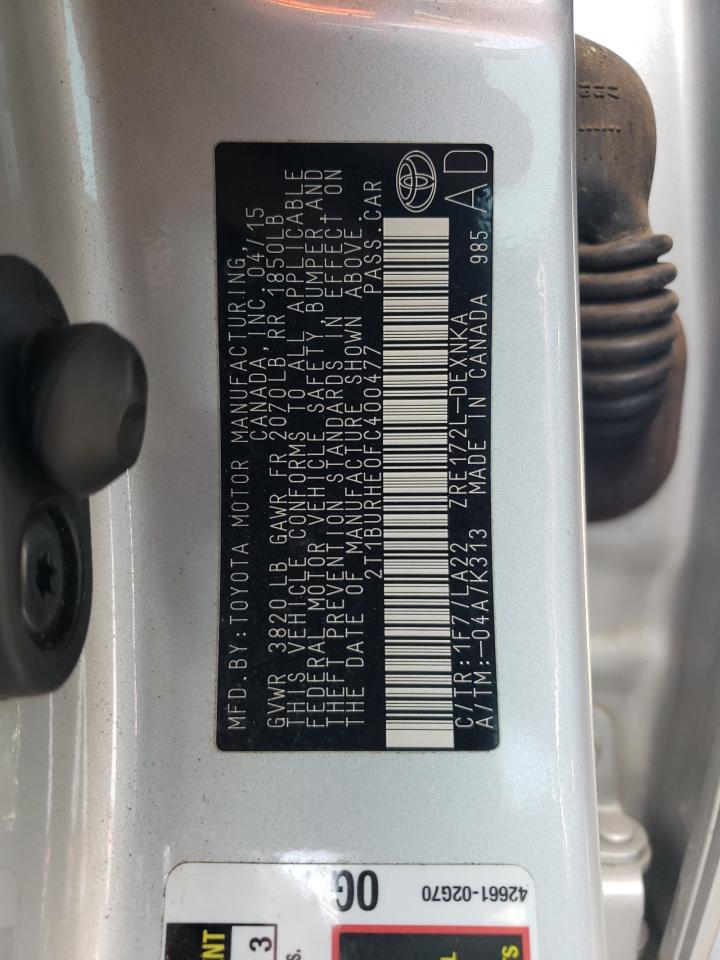 MFD.BY:TOYOTA MOTOR MANUFACTURING,
CANADA, INC. 04/15
GVWR 3820 LB GAWR FR 2070LB, RR 1850LB
THIS VEHICLE CONFORMS TO ALL APPLICABLE
FEDERAL MOTOR VEHICLE SAFETY, BUMPER, AND
THEFT PREVENTION STANDARDS IN EFFECT ON
THE DATE OF MANUFACTURE SHOWN ABOVE.
2T1BURHE0FC400477 PASS.CAR
C/TR:1F7/LA22 ZRE172L-DEXNKA
A/TM:-04A/K313 MADE IN CANADA 985
AD
42661-02G70
0G
3